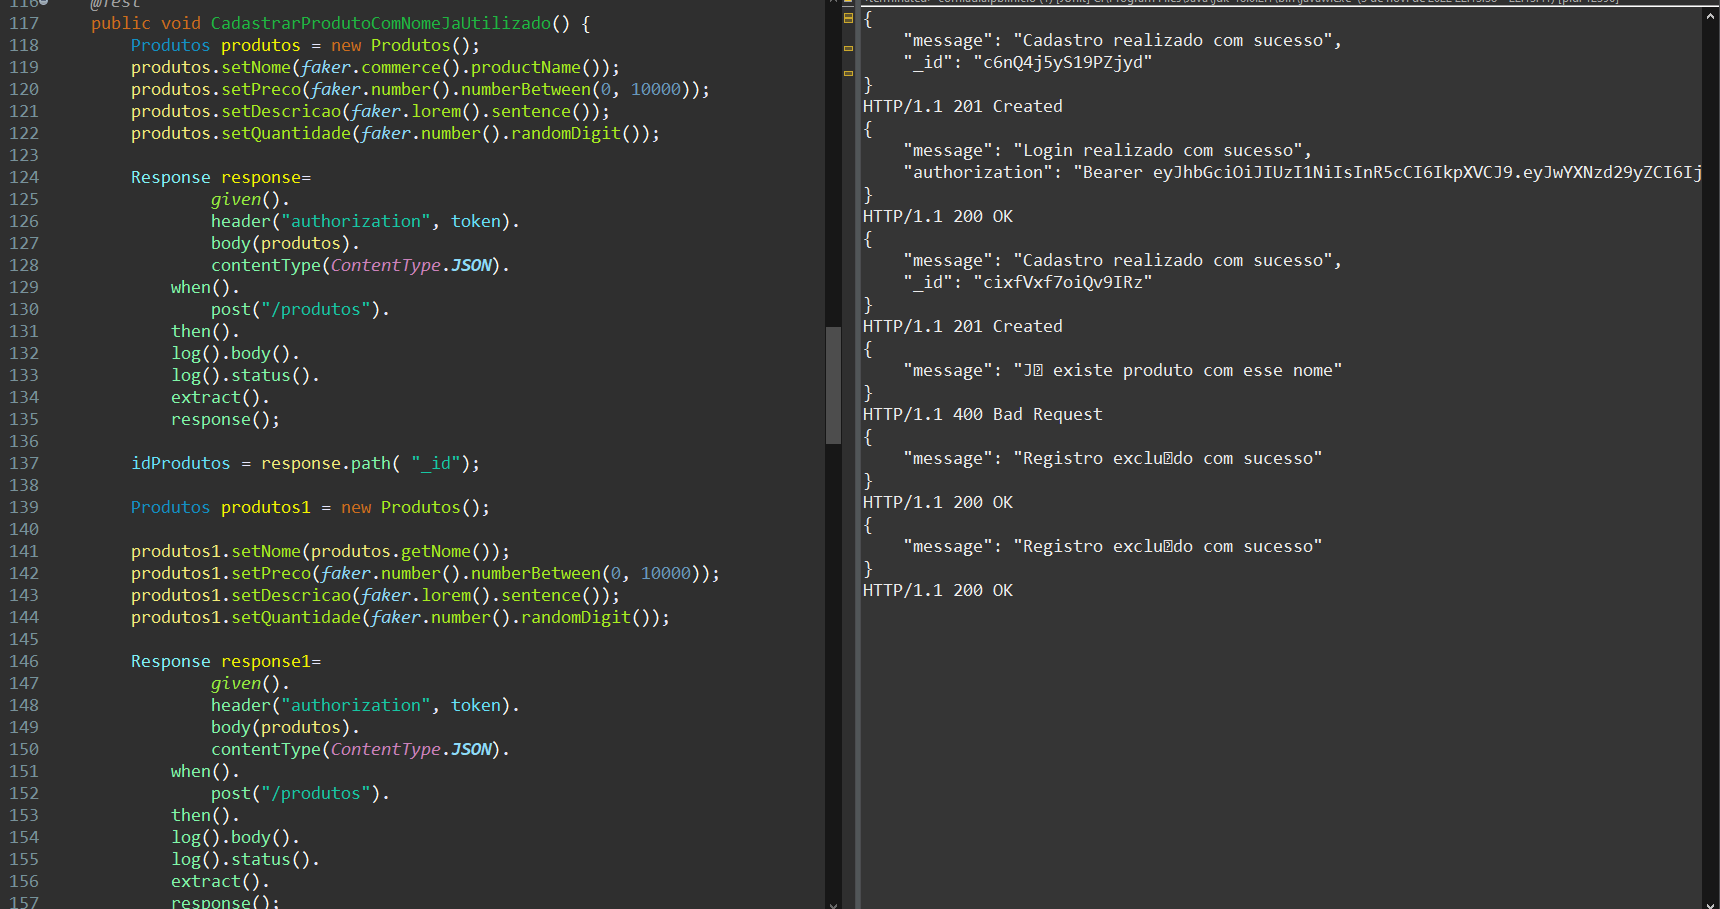 116 @Test
117 public void CadastrarProdutoComNomeJaUtilizado() {
118 Produtos produtos = new Produtos();
119 produtos.setNome(faker.commerce().productName());
120 produtos.setPreco(faker.number().numberBetween(0, 10000));
121 produtos.setDescricao(faker.lorem().sentence());
122 produtos.setQuantidade(faker.number().randomDigit());
123
124 Response response=
125 given().
126 header("authorization", token).
127 body(produtos).
128 contentType(ContentType.JSON).
129 when().
130 post("/produtos").
131 then().
132 log().body().
133 log().status().
134 extract().
135 response();
136
137 idProdutos = response.path( "_id");
138
139 Produtos produtos1 = new Produtos();
140
141 produtos1.setNome(produtos.getNome());
142 produtos1.setPreco(faker.number().numberBetween(0, 10000));
143 produtos1.setDescricao(faker.lorem().sentence());
144 produtos1.setQuantidade(faker.number().randomDigit());
145
146 Response response1=
147 given().
148 header("authorization", token).
149 body(produtos).
150 contentType(ContentType.JSON).
151 when().
152 post("/produtos").
153 then().
154 log().body().
155 log().status().
156 extract().
157 response();
{
"message": "Cadastro realizado com sucesso",
"_id": "c6nQ4j5yS19PZjyd"
}
HTTP/1.1 201 Created
{
"message": "Login realizado com sucesso",
"authorization": "Bearer eyJhbGciOiJIUzI1NiIsInR5cCI6IkpXVCJ9.eyJwYXNzd29yZCI6Ij
}
HTTP/1.1 200 OK
{
"message": "Cadastro realizado com sucesso",
"_id": "cixfVxf7oiQv9IRz"
}
HTTP/1.1 201 Created
{
"message": "J� existe produto com esse nome"
}
HTTP/1.1 400 Bad Request
{
"message": "Registro exclu�do com sucesso"
}
HTTP/1.1 200 OK
{
"message": "Registro exclu�do com sucesso"
}
HTTP/1.1 200 OK